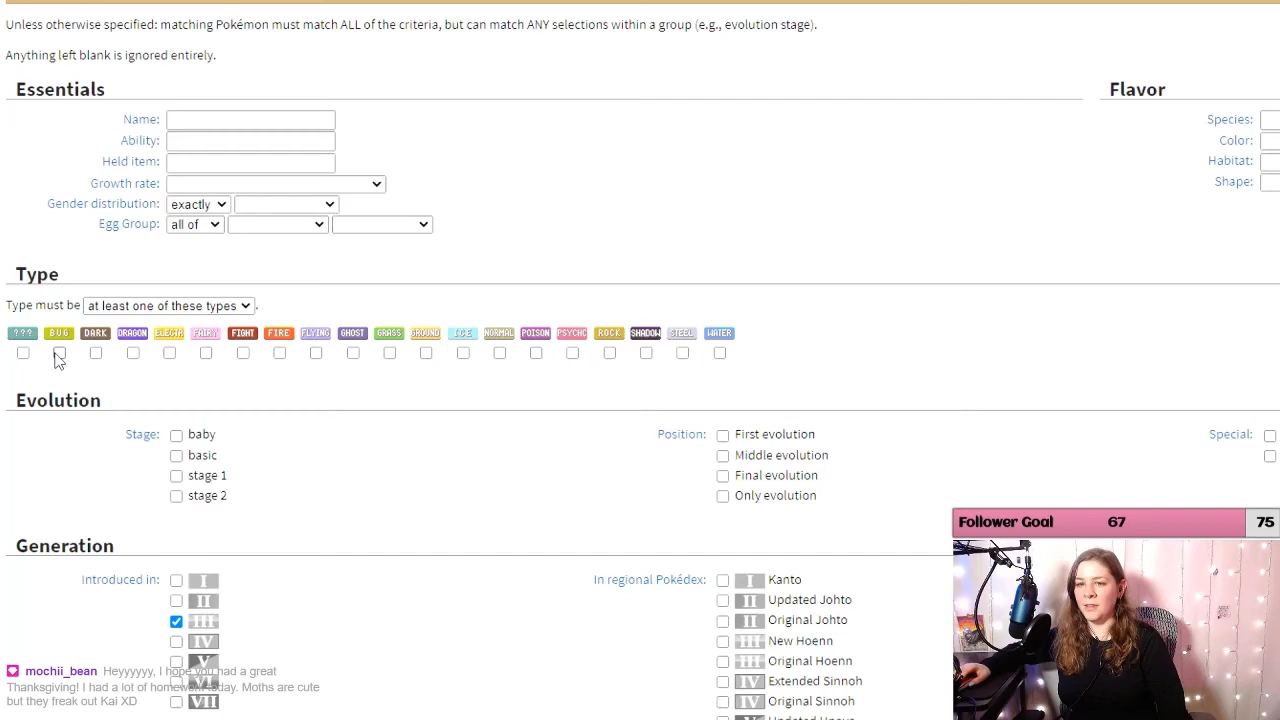 Unless otherwise specified: matching Pokémon must match ALL of the criteria, but can match ANY selections within a group (e.g., evolution stage).
Anything left blank is ignored entirely.
Essentials
Flavor
Name:
Species:
Ability:
Color:
Held item:
Habitat:
Growth rate:
Shape:
Gender distribution: exactly
Egg Group: all of
Type
Type must be at least one of these types .
??? BUG DARK DRAGON ELECTR FAIRY FIGHT FIRE FLYING GHOST GRASS GROUND ICE NORMAL POISON PSYCHC ROCK SHADOW STEEL WATER
Evolution
Stage: baby
Position: First evolution
Special:
basic
Middle evolution
stage 1
Final evolution
stage 2
Only evolution
Follower Goal 67 75
Generation
Introduced in: I
In regional Pokédex: I Kanto
II
II Updated Johto
III
II Original Johto
IV
III New Hoenn
V
III Original Hoenn
VI
IV Extended Sinnoh
VII
IV Original Sinnoh
mochii_bean Heyyyyyy, I hope you had a great
Thanksgiving! I had a lot of homework today. Moths are cute
but they freak out Kai XD